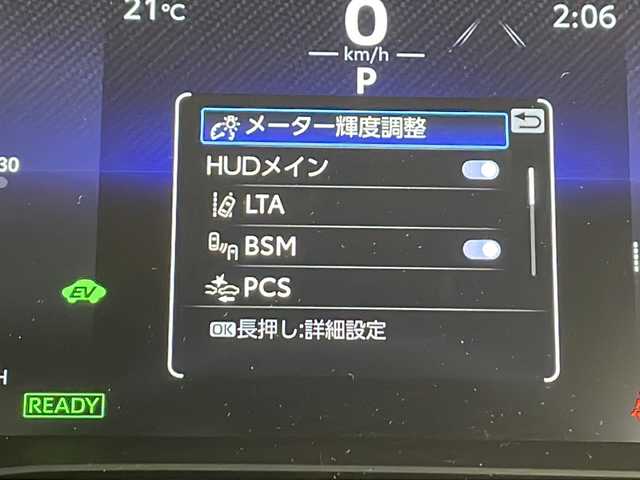 21℃
0
2:06
km/h
P
メーター輝度調整
30
HUDメイン
LTA
BSM
EV
PCS
OK長押し:詳細設定
H
READY